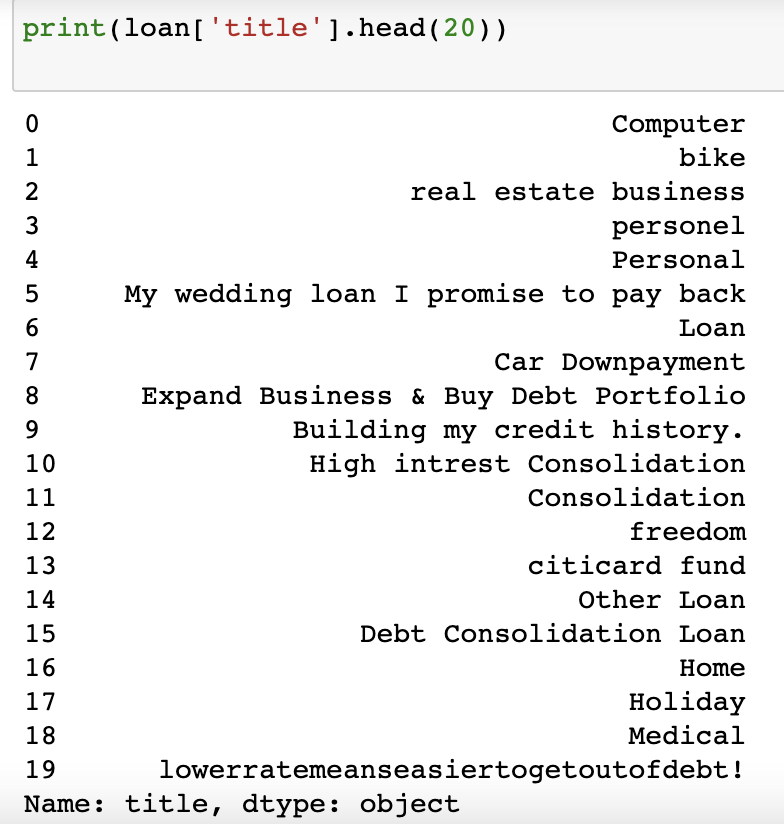 print(loan['title'].head(20))
0 Computer
1 bike
2 real estate business
3 personel
4 Personal
5 My wedding loan I promise to pay back
6 Loan
7 Car Downpayment
8 Expand Business & Buy Debt Portfolio
9 Building my credit history.
10 High intrest Consolidation
11 Consolidation
12 freedom
13 citicard fund
14 Other Loan
15 Debt Consolidation Loan
16 Home
17 Holiday
18 Medical
19 lowerratemeanseasiertogetoutofdebt!
Name: title, dtype: object